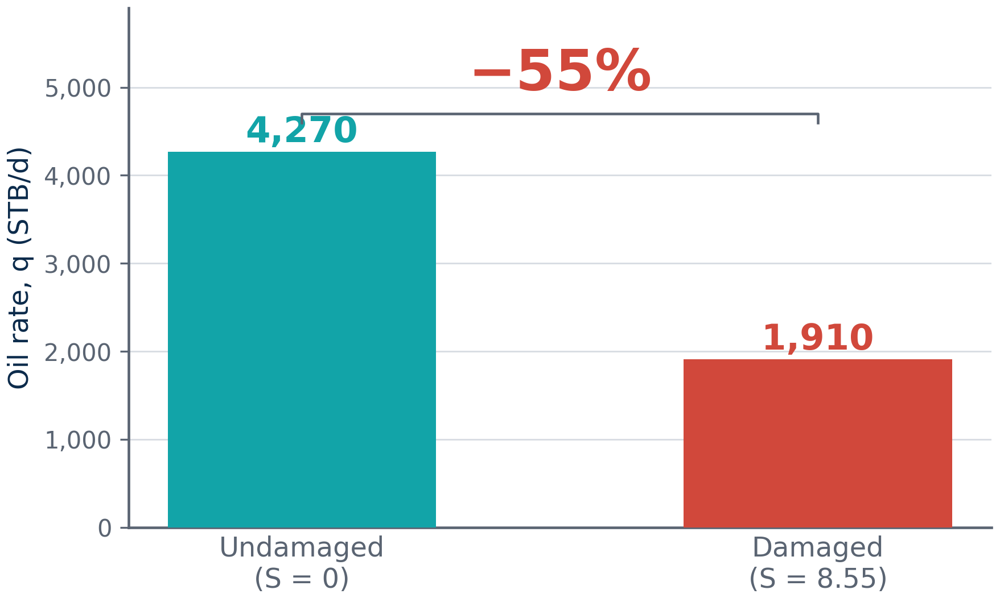 −55%
5,000
4,270
4,000
3,000
2,000
1,910
1,000
0
Oil rate, q (STB/d)
Undamaged
(S = 0)
Damaged
(S = 8.55)